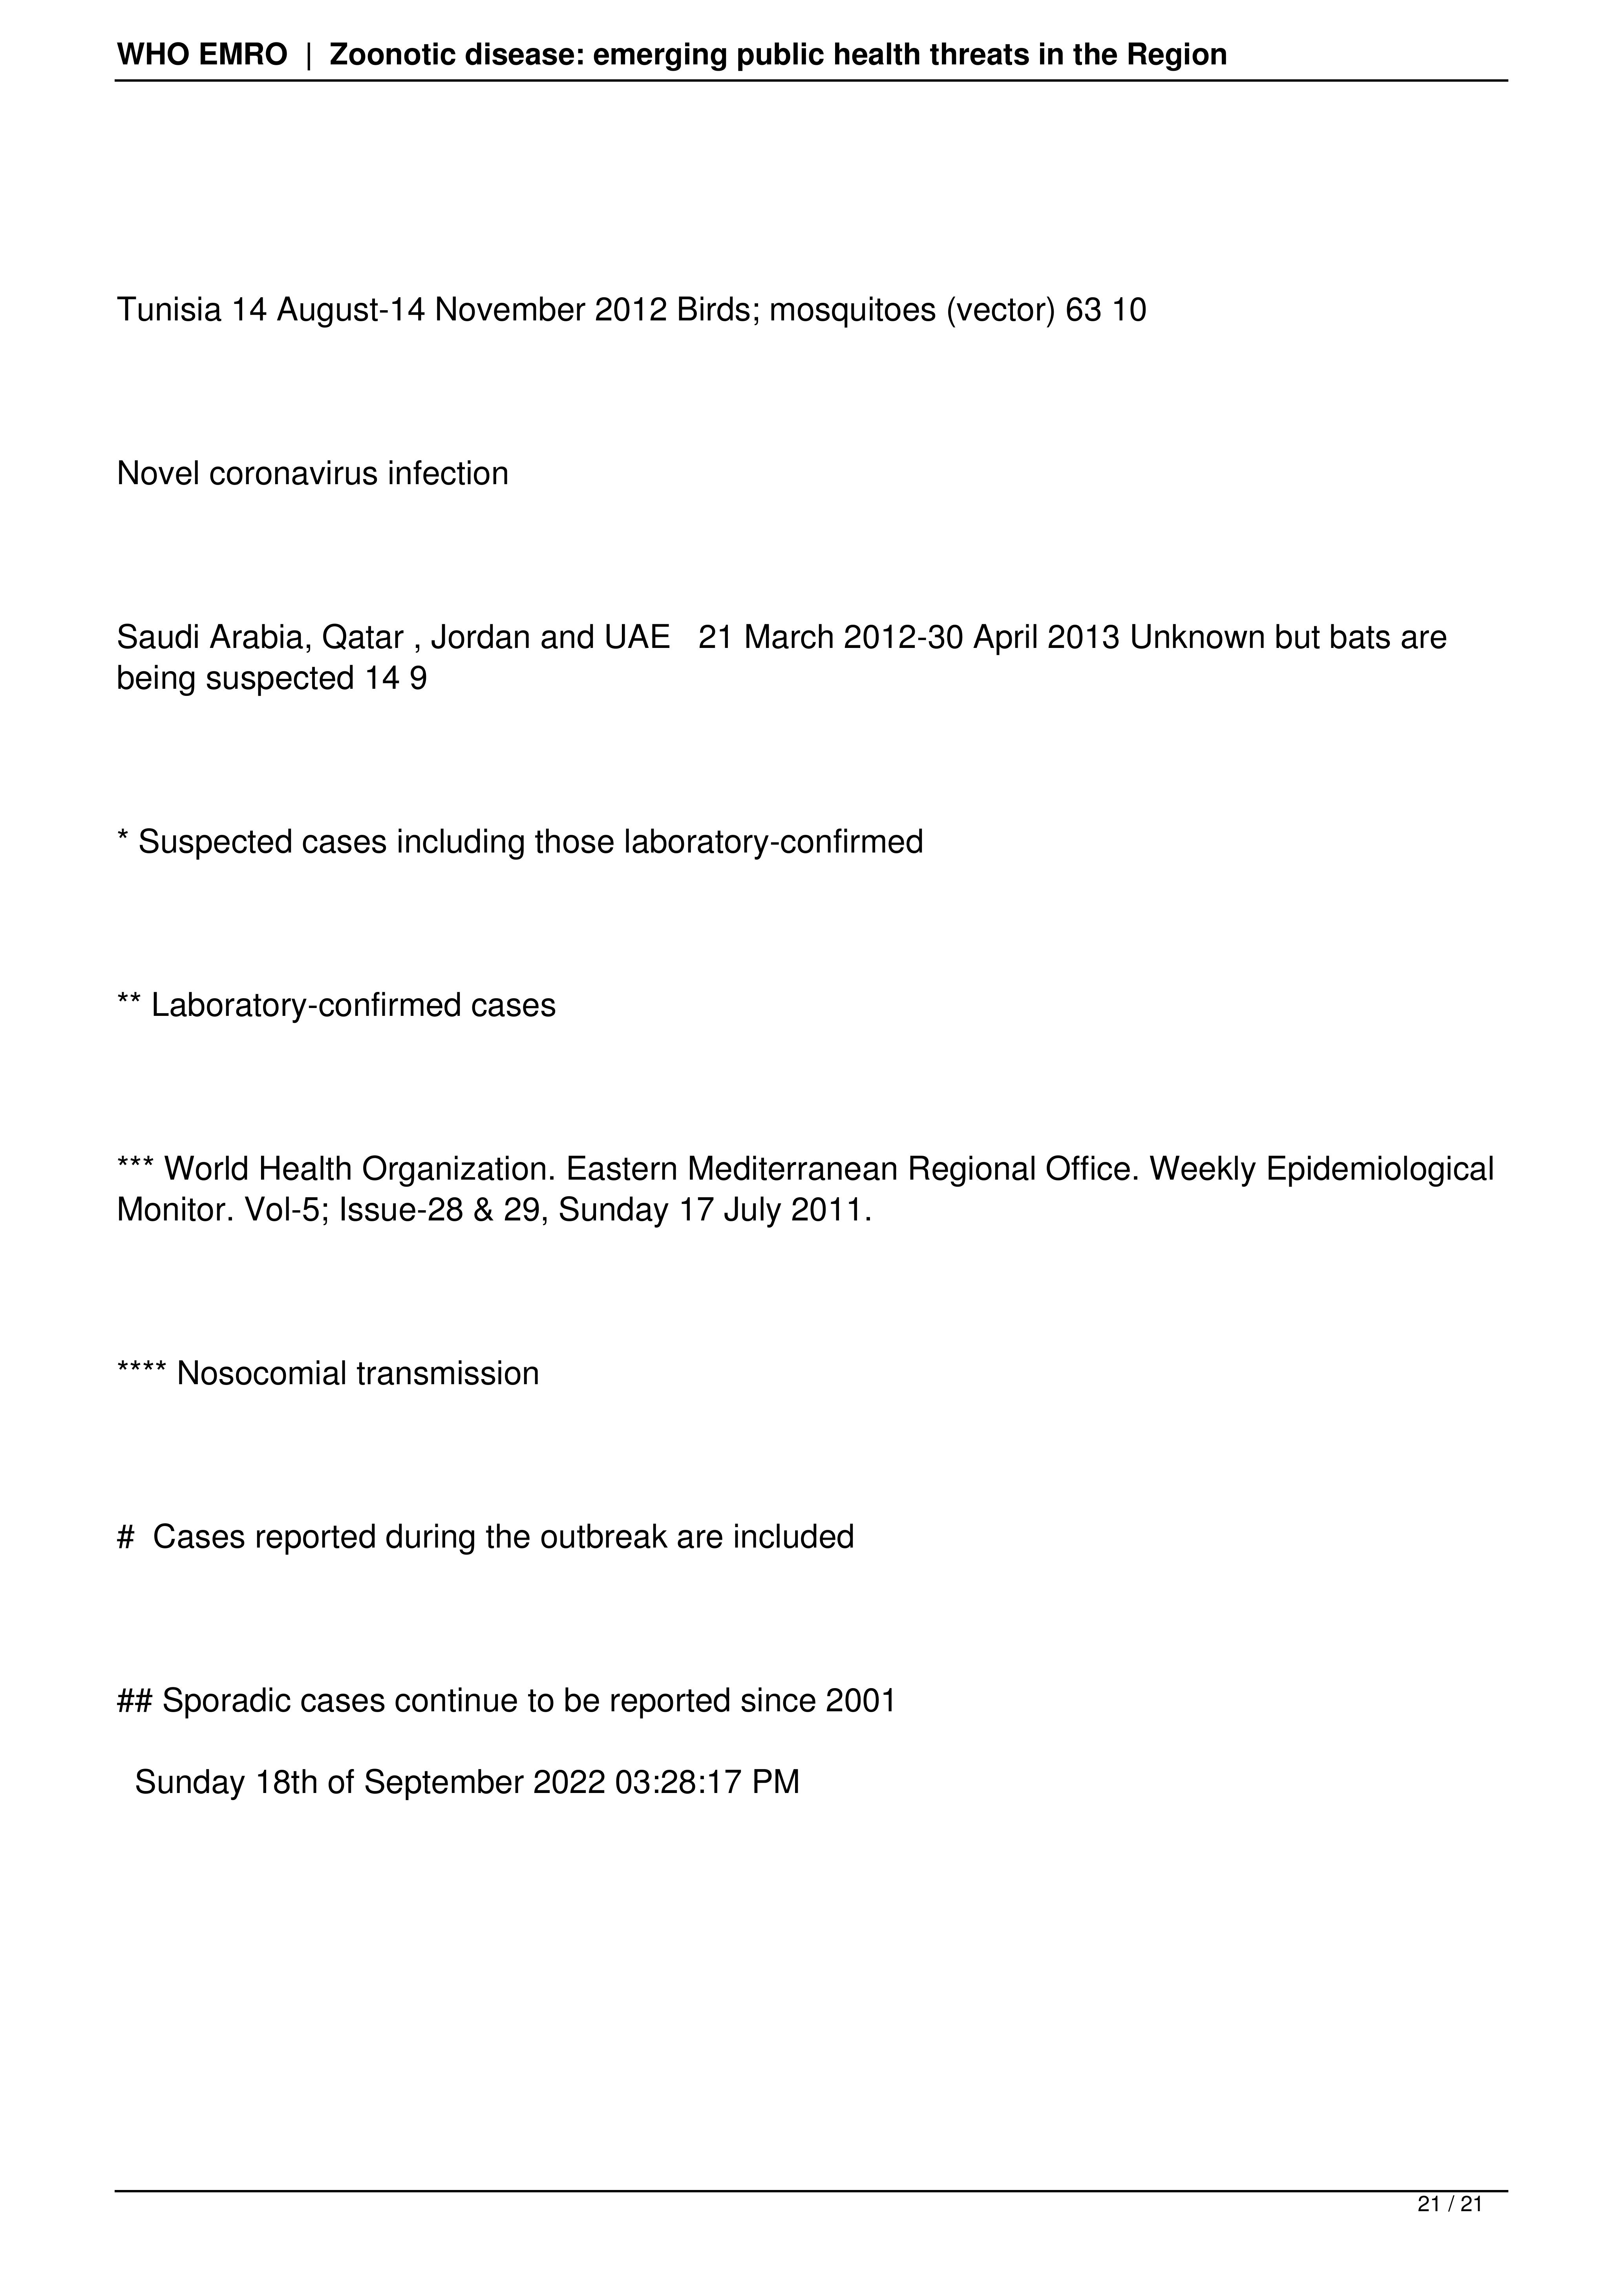 WHO EMRO | Zoonotic disease: emerging public health threats in the Region
Tunisia 14 August-14 November 2012 Birds; mosquitoes (vector) 63 10
Novel coronavirus infection
Saudi Arabia, Qatar , Jordan and UAE 21 March 2012-30 April 2013 Unknown but bats are
being suspected 14 9
* Suspected cases including those laboratory-confirmed
** Laboratory-confirmed cases
*** World Health Organization. Eastern Mediterranean Regional Office. Weekly Epidemiological
Monitor. Vol-5; Issue-28 & 29, Sunday 17 July 2011.
**** Nosocomial transmission
# Cases reported during the outbreak are included
## Sporadic cases continue to be reported since 2001
Sunday 18th of September 2022 03:28:17 PM
21 / 21